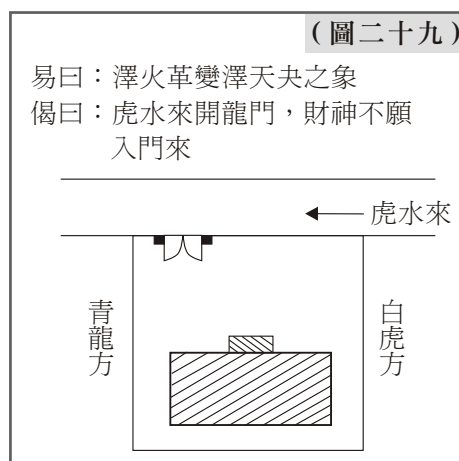 (圖二十九)
易曰：澤火革變澤天夬之象
偈曰：虎水來開龍門，財神不願
入門來
虎水來
青龍方
白虎方